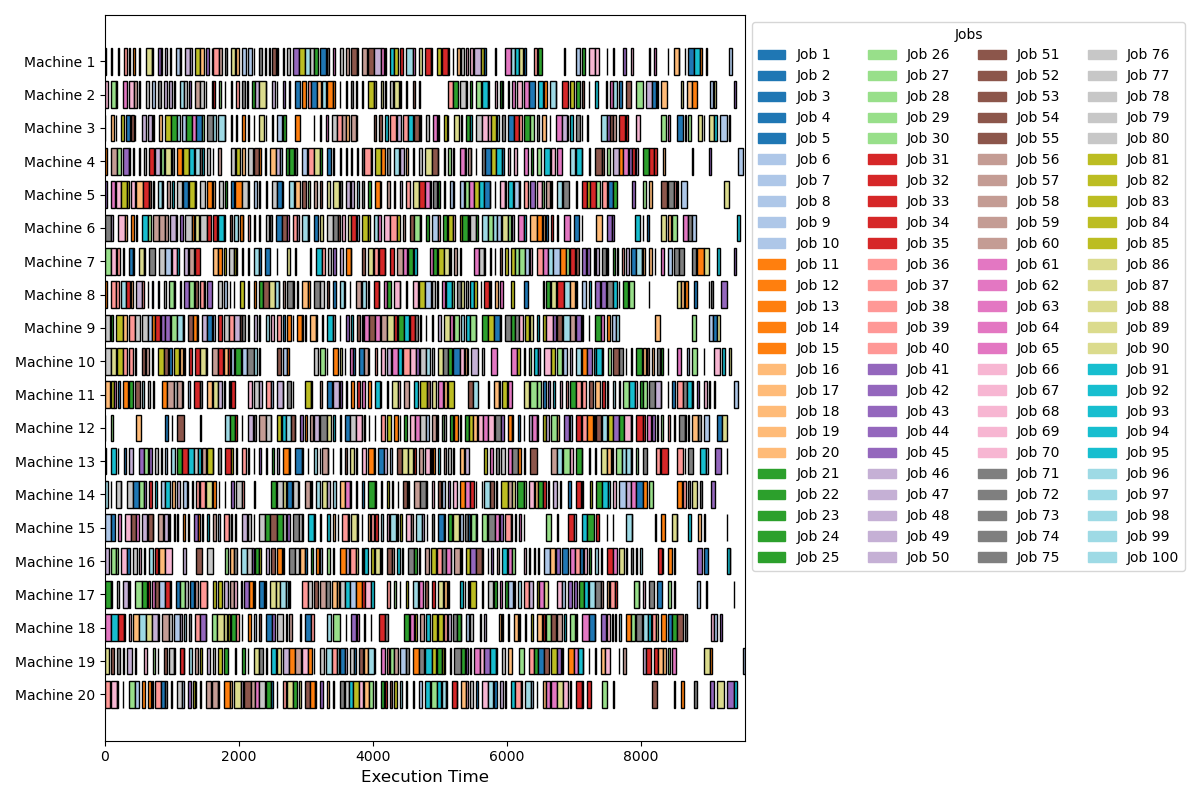 Machine 1
Machine 2
Machine 3
Machine 4
Machine 5
Machine 6
Machine 7
Machine 8
Machine 9
Machine 10
Machine 11
Machine 12
Machine 13
Machine 14
Machine 15
Machine 16
Machine 17
Machine 18
Machine 19
Machine 20
0 2000 4000 6000 8000
Execution Time
Jobs
Job 1 Job 26 Job 51 Job 76
Job 2 Job 27 Job 52 Job 77
Job 3 Job 28 Job 53 Job 78
Job 4 Job 29 Job 54 Job 79
Job 5 Job 30 Job 55 Job 80
Job 6 Job 31 Job 56 Job 81
Job 7 Job 32 Job 57 Job 82
Job 8 Job 33 Job 58 Job 83
Job 9 Job 34 Job 59 Job 84
Job 10 Job 35 Job 60 Job 85
Job 11 Job 36 Job 61 Job 86
Job 12 Job 37 Job 62 Job 87
Job 13 Job 38 Job 63 Job 88
Job 14 Job 39 Job 64 Job 89
Job 15 Job 40 Job 65 Job 90
Job 16 Job 41 Job 66 Job 91
Job 17 Job 42 Job 67 Job 92
Job 18 Job 43 Job 68 Job 93
Job 19 Job 44 Job 69 Job 94
Job 20 Job 45 Job 70 Job 95
Job 21 Job 46 Job 71 Job 96
Job 22 Job 47 Job 72 Job 97
Job 23 Job 48 Job 73 Job 98
Job 24 Job 49 Job 74 Job 99
Job 25 Job 50 Job 75 Job 100